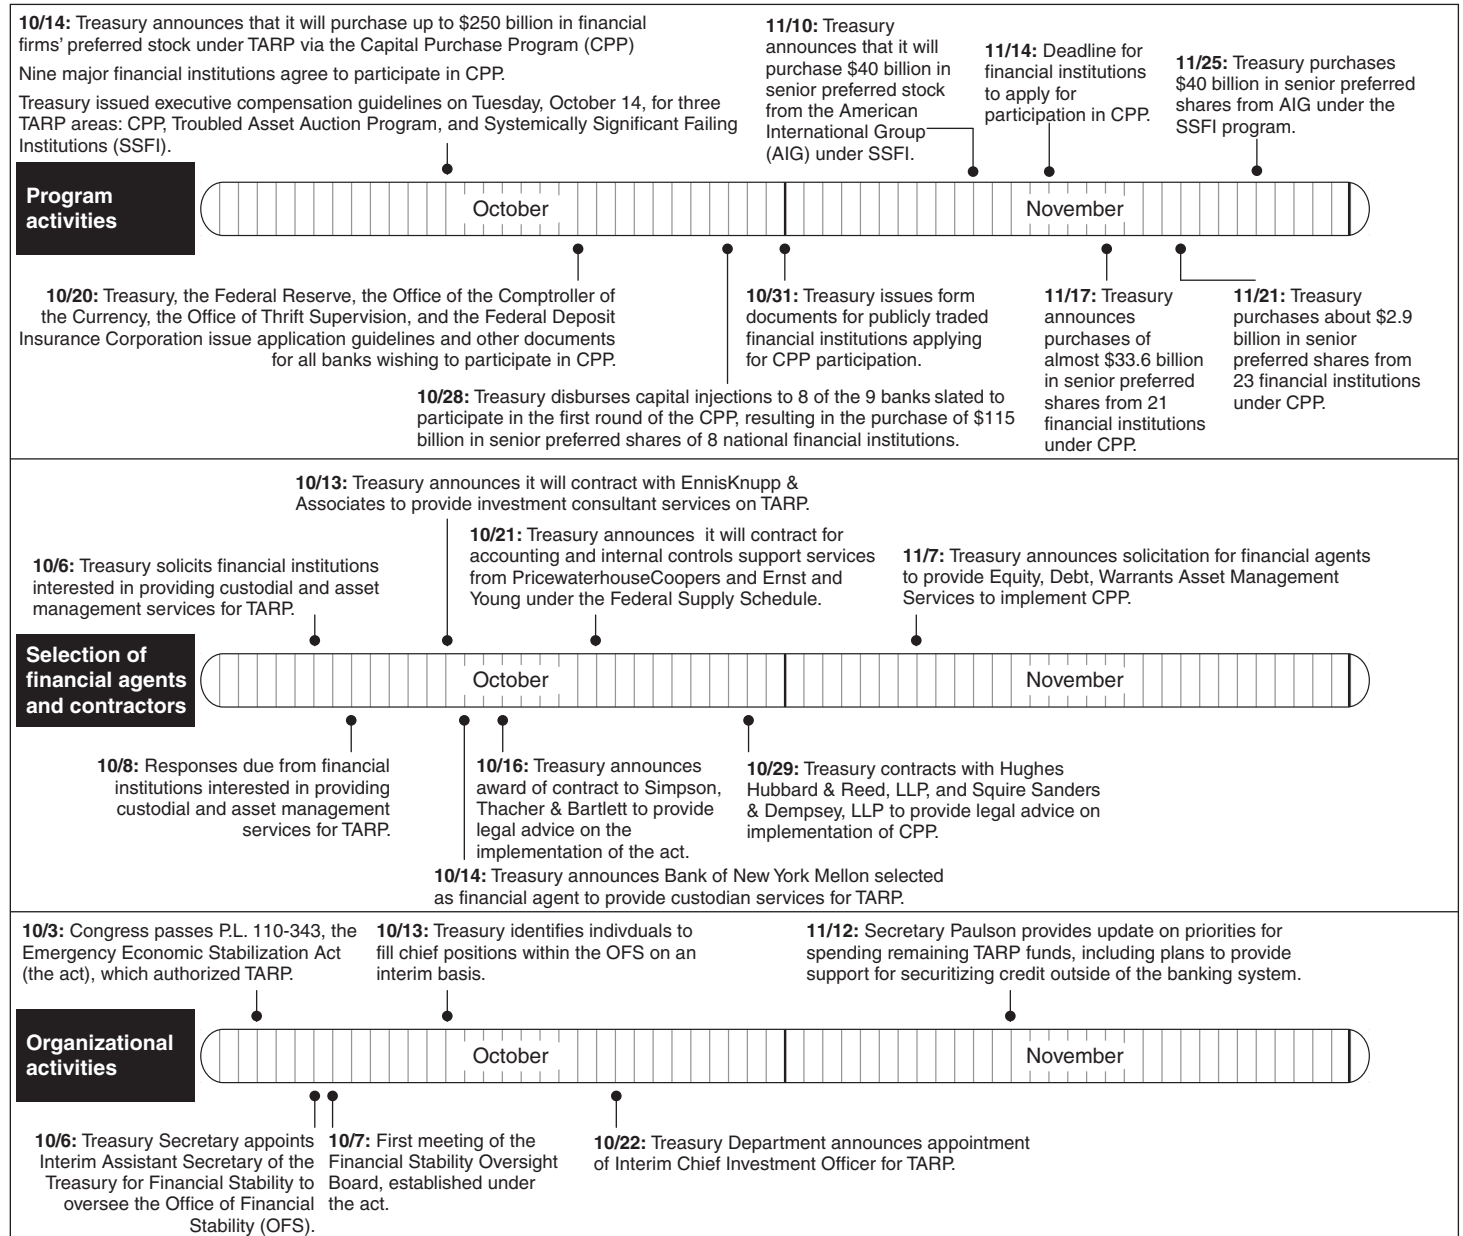 10/14: Treasury announces that it will purchase up to $250 billion in financial
firms' preferred stock under TARP via the Capital Purchase Program (CPP)
Nine major financial institutions agree to participate in CPP.
Treasury issued executive compensation guidelines on Tuesday, October 14, for three
TARP areas: CPP, Troubled Asset Auction Program, and Systemically Significant Failing
Institutions (SSFI).
11/10: Treasury
announces that it will
purchase $40 billion in
senior preferred stock
from the American
International Group
(AIG) under SSFI.
11/14: Deadline for
financial institutions
to apply for
participation in CPP.
11/25: Treasury purchases
$40 billion in senior preferred
shares from AIG under the
SSFI program.
Program
activities
October
November
10/20: Treasury, the Federal Reserve, the Office of the Comptroller of
the Currency, the Office of Thrift Supervision, and the Federal Deposit
Insurance Corporation issue application guidelines and other documents
for all banks wishing to participate in CPP.
10/28: Treasury disburses capital injections to 8 of the 9 banks slated to
participate in the first round of the CPP, resulting in the purchase of $115
billion in senior preferred shares of 8 national financial institutions.
10/31: Treasury issues form
documents for publicly traded
financial institutions applying
for CPP participation.
11/17: Treasury
announces
purchases of
almost $33.6 billion
in senior preferred
shares from 21
financial institutions
under CPP.
11/21: Treasury
purchases about $2.9
billion in senior
preferred shares from
23 financial institutions
under CPP.
10/13: Treasury announces it will contract with EnnisKnupp &
Associates to provide investment consultant services on TARP.
10/6: Treasury solicits financial institutions
interested in providing custodial and asset
management services for TARP.
10/21: Treasury announces it will contract for
accounting and internal controls support services
from PricewaterhouseCoopers and Ernst and
Young under the Federal Supply Schedule.
11/7: Treasury announces solicitation for financial agents
to provide Equity, Debt, Warrants Asset Management
Services to implement CPP.
Selection of
financial agents
and contractors
October
November
10/8: Responses due from financial
institutions interested in providing
custodial and asset management
services for TARP.
10/16: Treasury announces
award of contract to Simpson,
Thacher & Bartlett to provide
legal advice on the
implementation of the act.
10/14: Treasury announces Bank of New York Mellon selected
as financial agent to provide custodian services for TARP.
10/29: Treasury contracts with Hughes
Hubbard & Reed, LLP, and Squire Sanders
& Dempsey, LLP to provide legal advice on
implementation of CPP.
10/3: Congress passes P.L. 110-343, the
Emergency Economic Stabilization Act
(the act), which authorized TARP.
10/13: Treasury identifies indivduals to
fill chief positions within the OFS on an
interim basis.
11/12: Secretary Paulson provides update on priorities for
spending remaining TARP funds, including plans to provide
support for securitizing credit outside of the banking system.
Organizational
activities
October
November
10/6: Treasury Secretary appoints
Interim Assistant Secretary of the
Treasury for Financial Stability to
oversee the Office of Financial
Stability (OFS).
10/7: First meeting of the
Financial Stability Oversight
Board, established under
the act.
10/22: Treasury Department announces appointment
of Interim Chief Investment Officer for TARP.